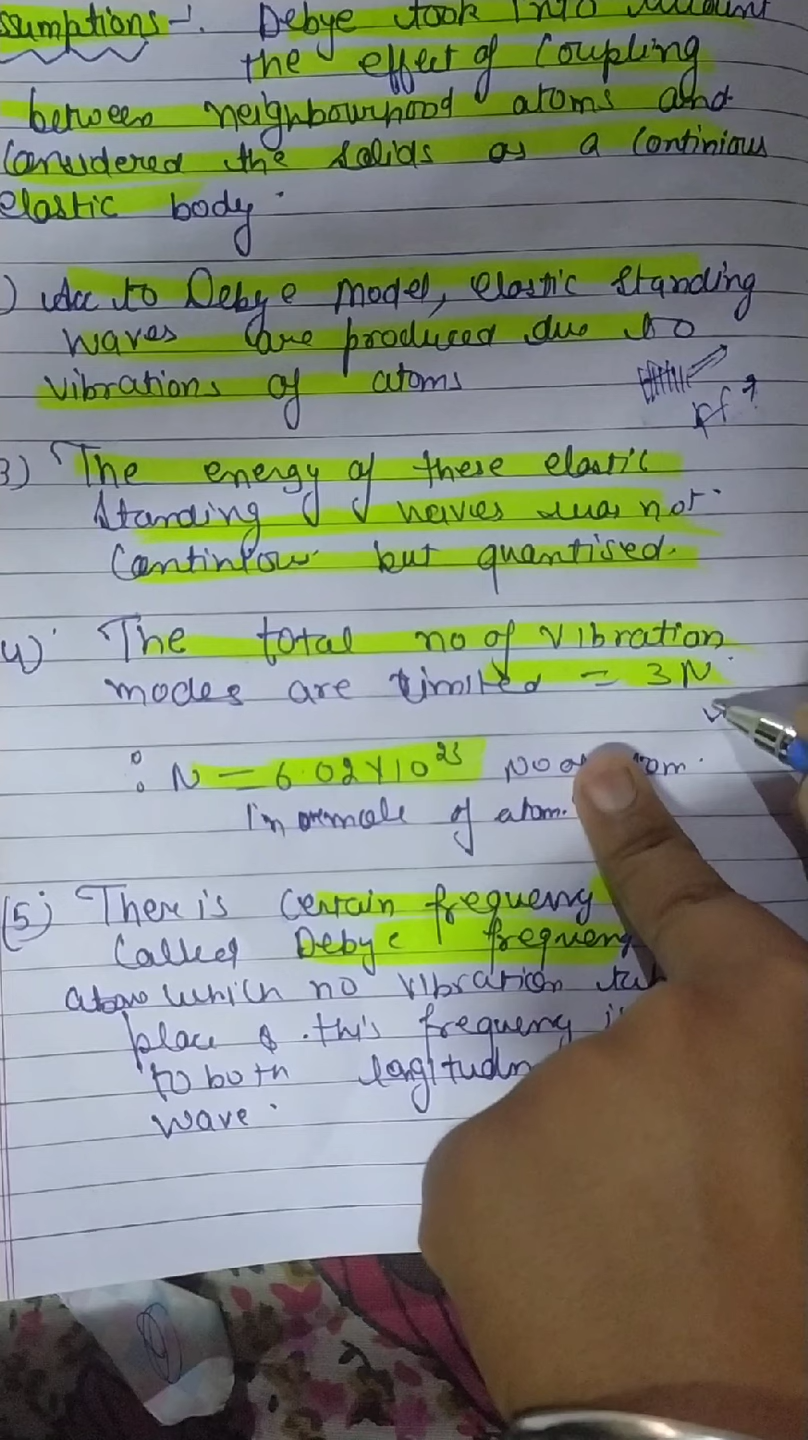 sumptions -! Debye took into account
the effect of coupling
between neighbourhood atoms and
Considered the solids as a continious
elastic body.
) Acc to Debye Model, elastic standing
waves are produced due to
vibrations of atoms
3) The energy of these elastic
standing waves was not
but quantised.
4) The total no of vibration
modes are limited = 3N
∴ N = 6.02 × 10²³ No
In mole of atom.
(5) There is certain frequency
called Debye
above which no vibration
place & this frequency
to both
wave.